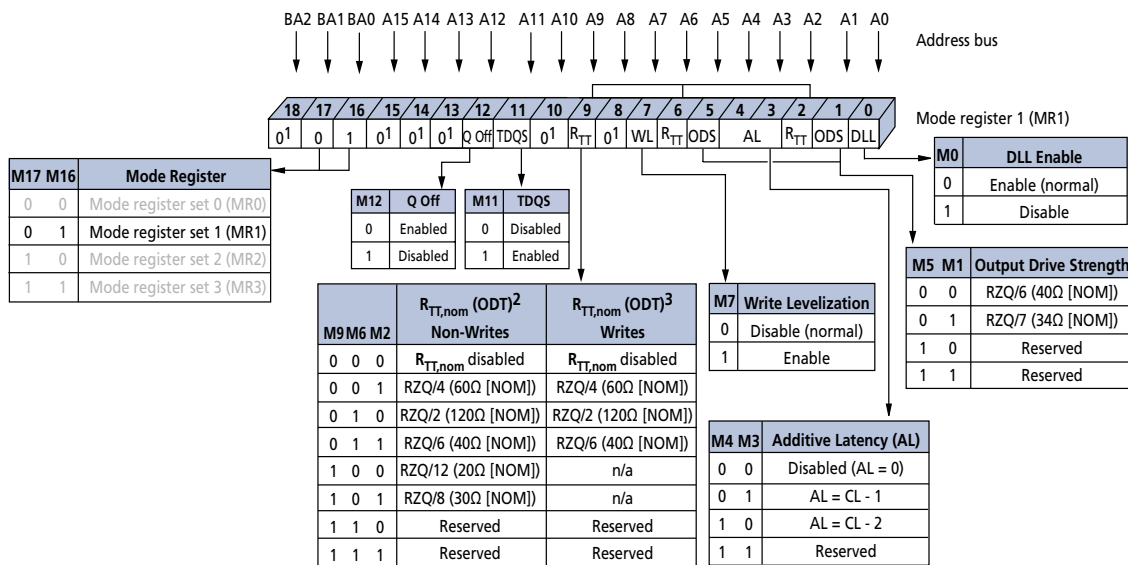 BA2 BA1 BA0 A15 A14 A13 A12 A11 A10 A9 A8 A7 A6 A5 A4 A3 A2 A1 A0
Address bus
18 17 16 15 14 13 12 11 10 9 8 7 6 5 4 3 2 1 0
0¹ 0 1 0¹ 0¹ 0¹ Q Off TDQS 0¹ RTT 0¹ WL RTT ODS AL RTT ODS DLL
Mode register 1 (MR1)
M17 M16 Mode Register
0 0 Mode register set 0 (MR0)
0 1 Mode register set 1 (MR1)
1 0 Mode register set 2 (MR2)
1 1 Mode register set 3 (MR3)
M12 Q Off
0 Enabled
1 Disabled
M11 TDQS
0 Disabled
1 Enabled
M0 DLL Enable
0 Enable (normal)
1 Disable
M5 M1 Output Drive Strength
0 0 RZQ/6 (40Ω [NOM])
0 1 RZQ/7 (34Ω [NOM])
1 0 Reserved
1 1 Reserved
M9 M6 M2 RTT,nom (ODT)² Non-Writes RTT,nom (ODT)³ Writes
0 0 0 RTT,nom disabled RTT,nom disabled
0 0 1 RZQ/4 (60Ω [NOM]) RZQ/4 (60Ω [NOM])
0 1 0 RZQ/2 (120Ω [NOM]) RZQ/2 (120Ω [NOM])
0 1 1 RZQ/6 (40Ω [NOM]) RZQ/6 (40Ω [NOM])
1 0 0 RZQ/12 (20Ω [NOM]) n/a
1 0 1 RZQ/8 (30Ω [NOM]) n/a
1 1 0 Reserved Reserved
1 1 1 Reserved Reserved
M7 Write Levelization
0 Disable (normal)
1 Enable
M4 M3 Additive Latency (AL)
0 0 Disabled (AL = 0)
0 1 AL = CL - 1
1 0 AL = CL - 2
1 1 Reserved